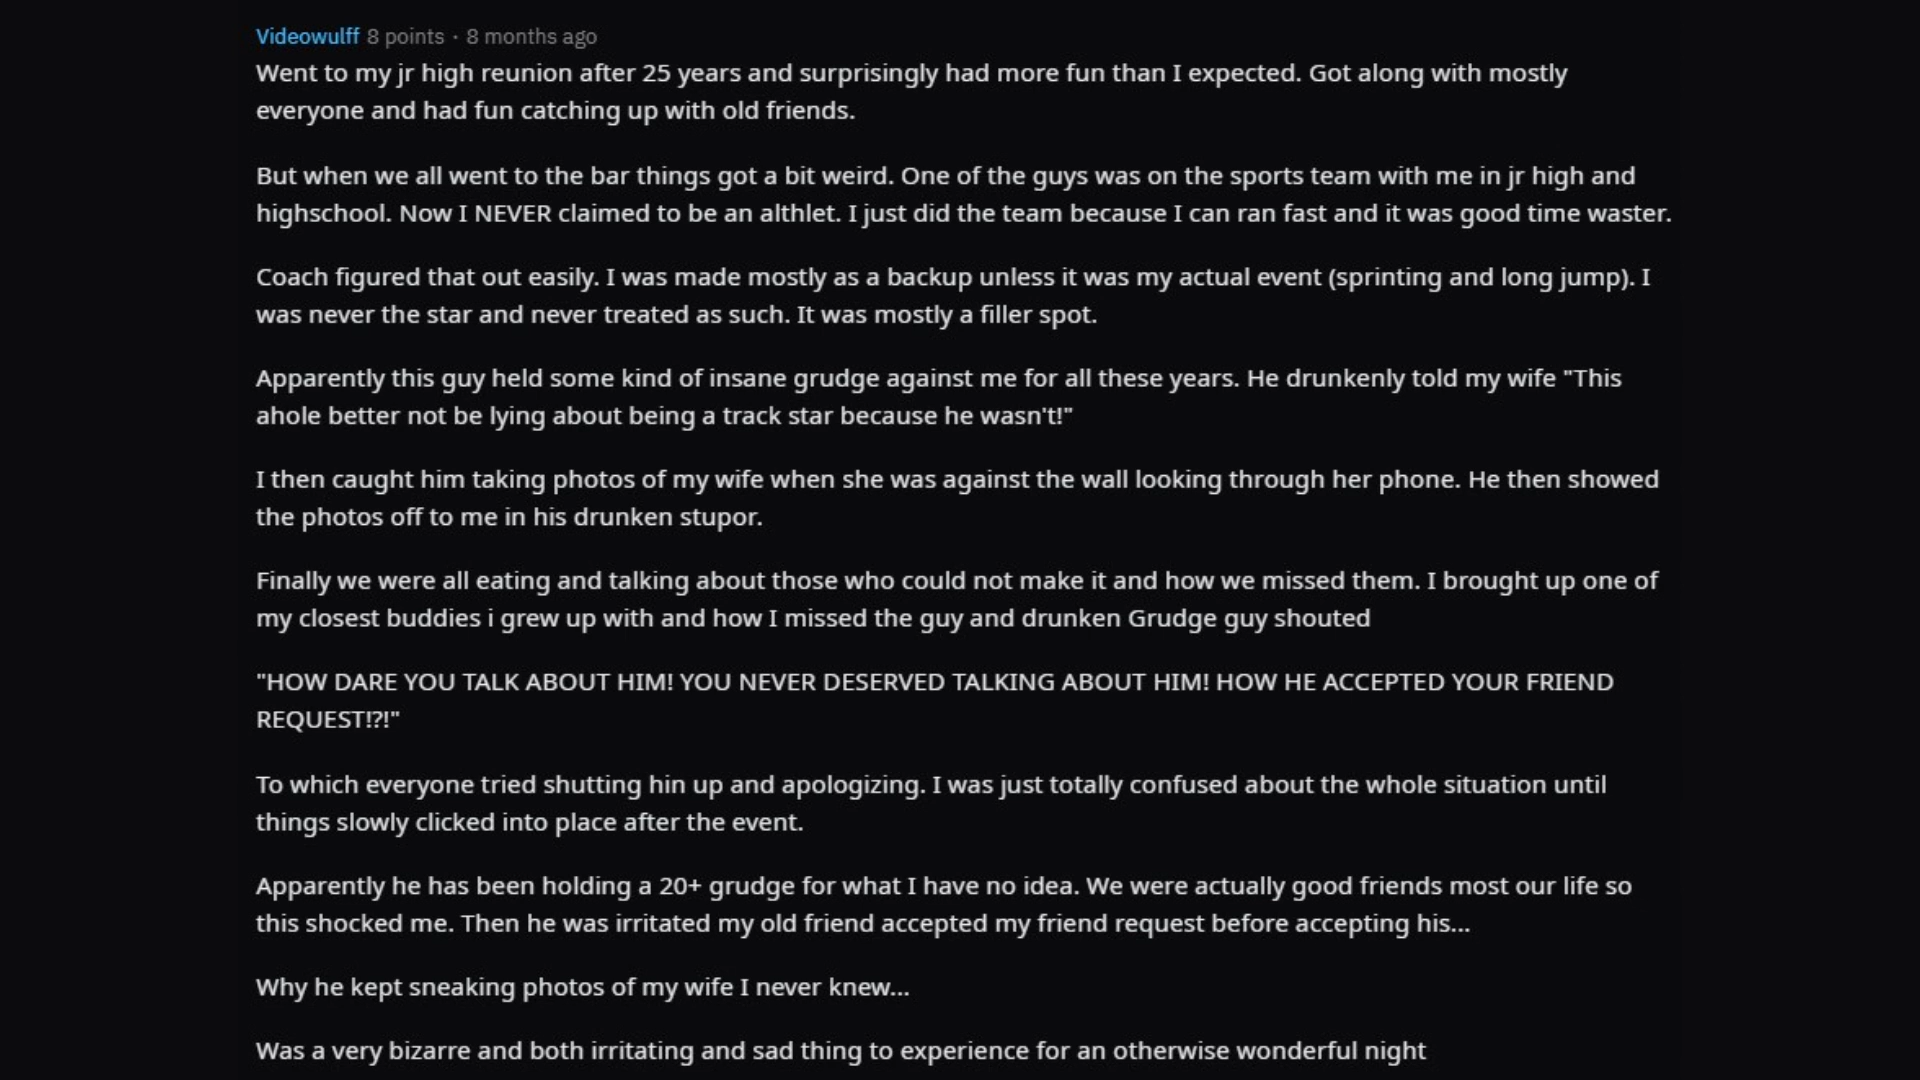 Videowulff 8 points · 8 months ago
Went to my jr high reunion after 25 years and surprisingly had more fun than I expected. Got along with mostly
everyone and had fun catching up with old friends.
But when we all went to the bar things got a bit weird. One of the guys was on the sports team with me in jr high and
highschool. Now I NEVER claimed to be an althlet. I just did the team because I can ran fast and it was good time waster.
Coach figured that out easily. I was made mostly as a backup unless it was my actual event (sprinting and long jump). I
was never the star and never treated as such. It was mostly a filler spot.
Apparently this guy held some kind of insane grudge against me for all these years. He drunkenly told my wife "This
ahole better not be lying about being a track star because he wasn't!"
I then caught him taking photos of my wife when she was against the wall looking through her phone. He then showed
the photos off to me in his drunken stupor.
Finally we were all eating and talking about those who could not make it and how we missed them. I brought up one of
my closest buddies i grew up with and how I missed the guy and drunken Grudge guy shouted
"HOW DARE YOU TALK ABOUT HIM! YOU NEVER DESERVED TALKING ABOUT HIM! HOW HE ACCEPTED YOUR FRIEND
REQUEST!?!"
To which everyone tried shutting hin up and apologizing. I was just totally confused about the whole situation until
things slowly clicked into place after the event.
Apparently he has been holding a 20+ grudge for what I have no idea. We were actually good friends most our life so
this shocked me. Then he was irritated my old friend accepted my friend request before accepting his...
Why he kept sneaking photos of my wife I never knew...
Was a very bizarre and both irritating and sad thing to experience for an otherwise wonderful night